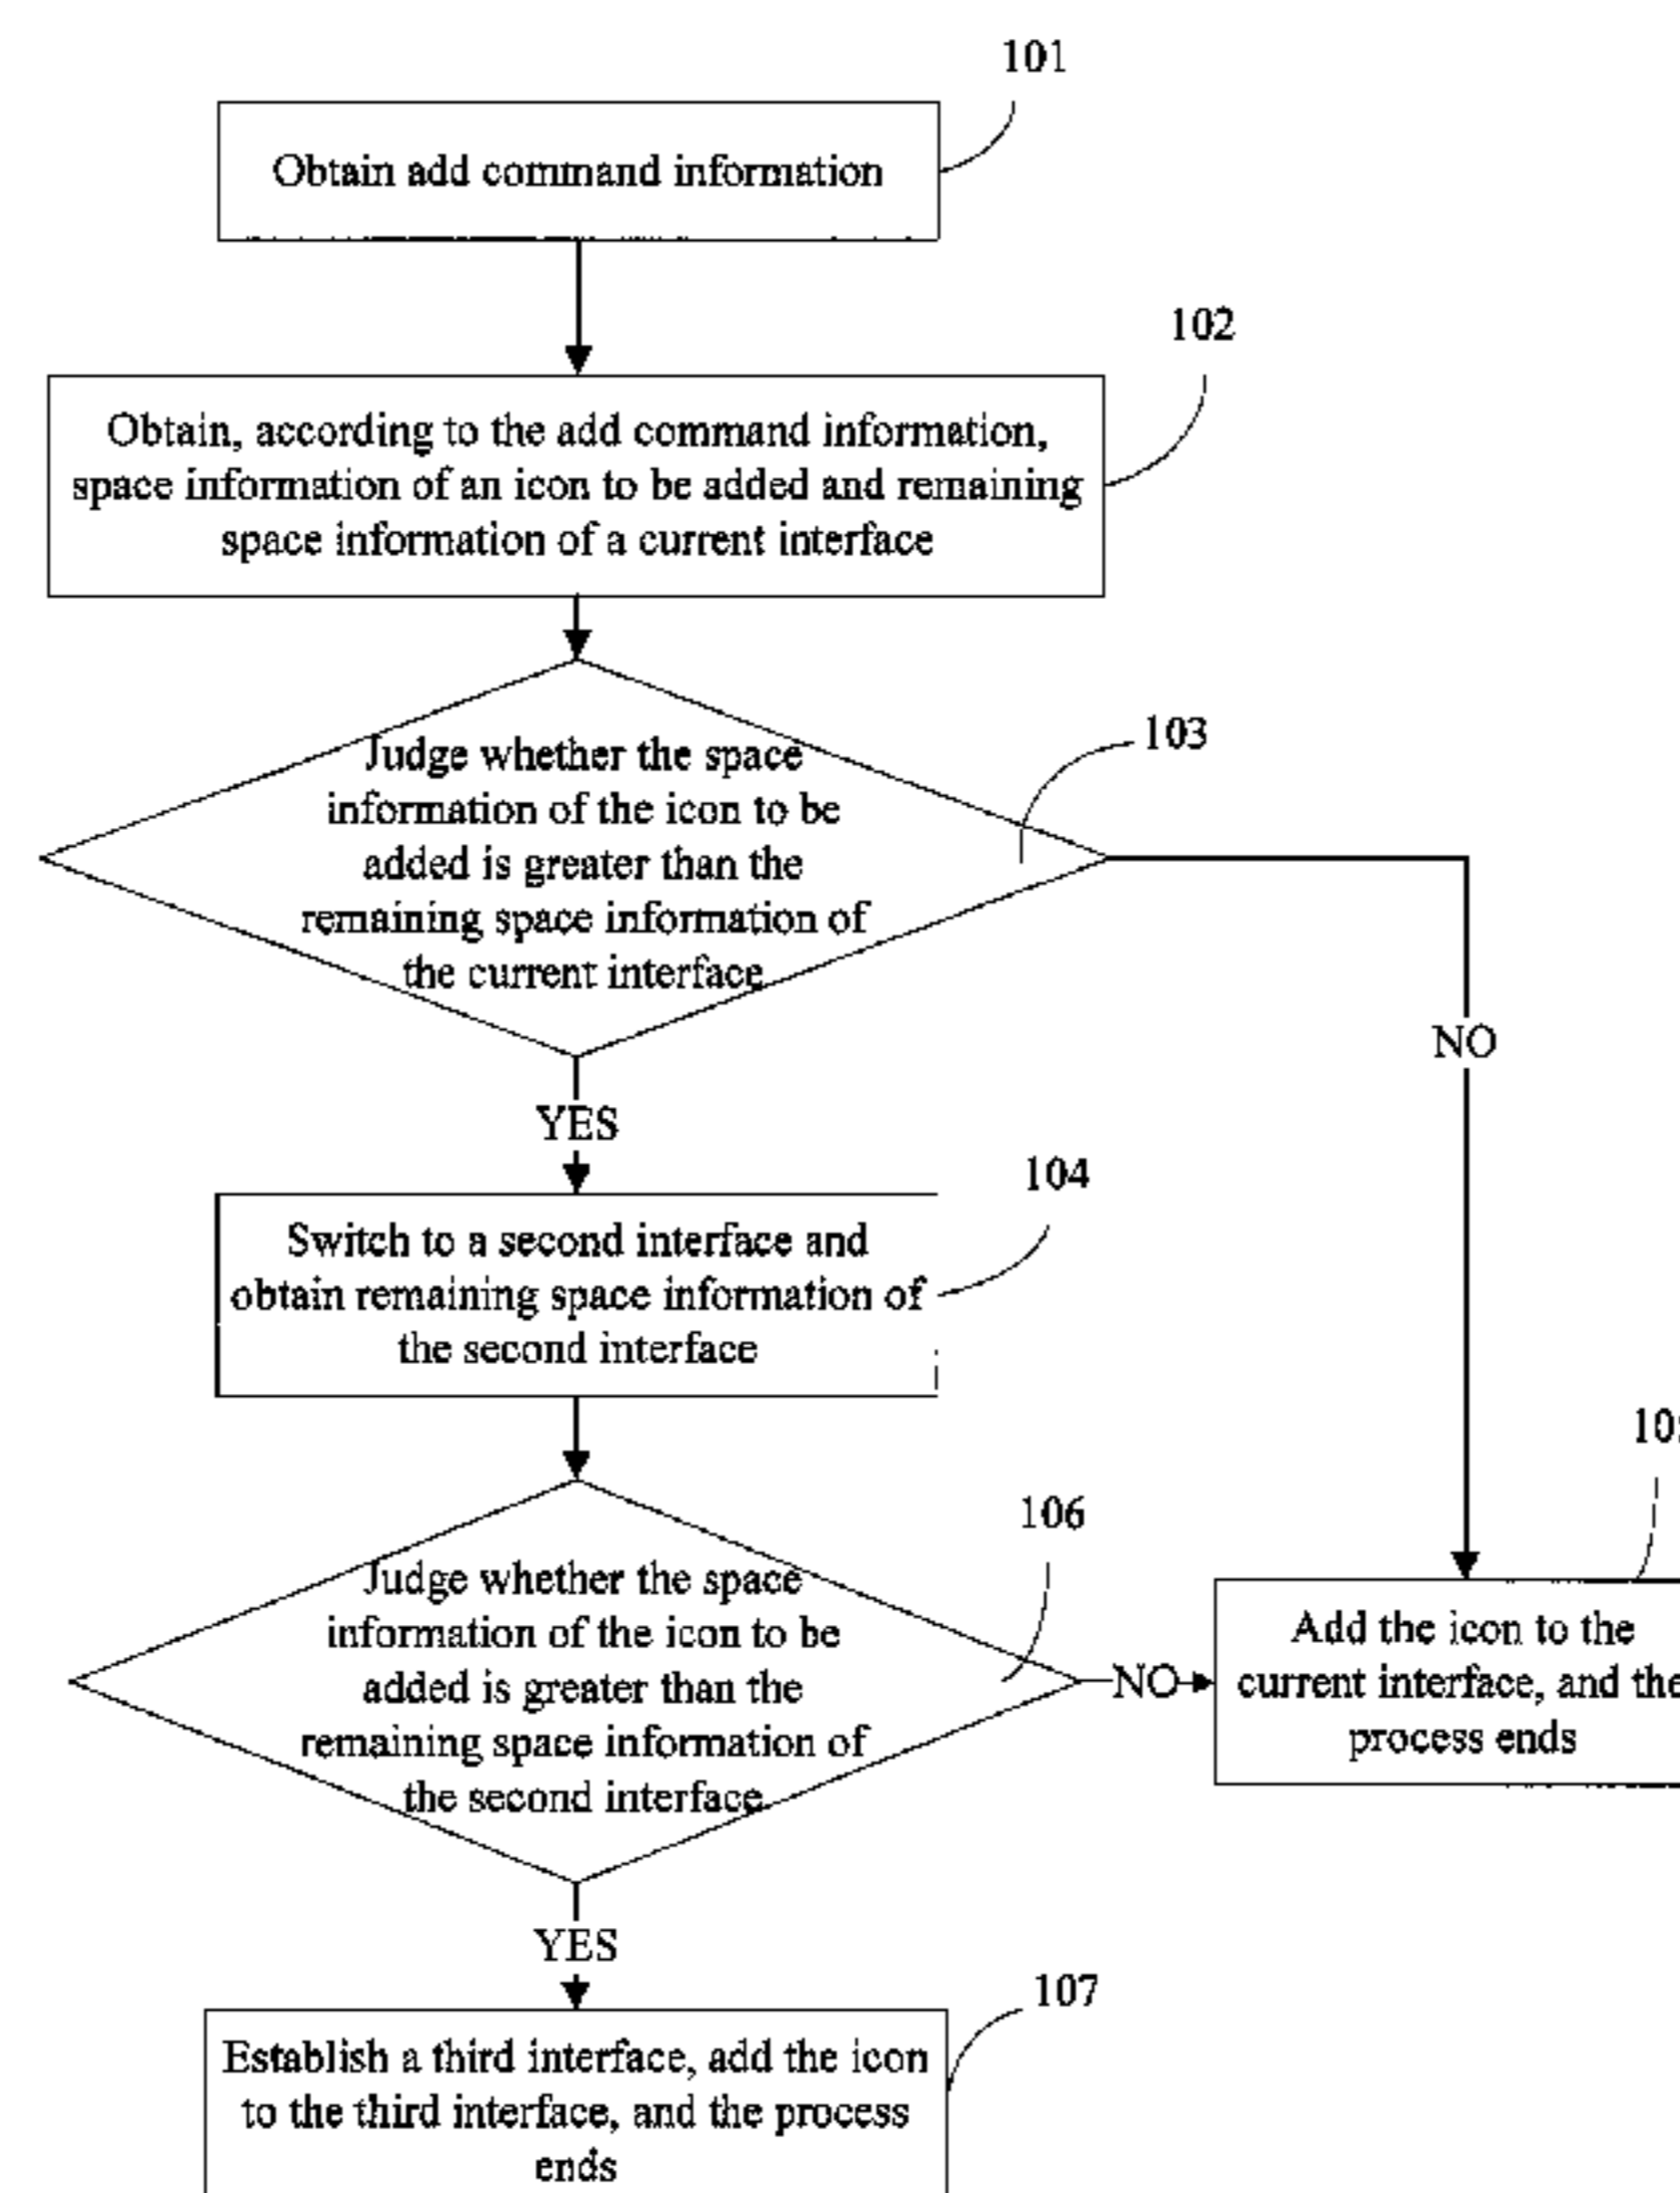 101
Obtain add command information
102
Obtain, according to the add command information,
space information of an icon to be added and remaining
space information of a current interface
103
Judge whether the space
information of the icon to be
added is greater than the
remaining space information of
the current interface
NO
YES
104
Switch to a second interface and
obtain remaining space information of
the second interface
106
Judge whether the space
information of the icon to be
added is greater than the
remaining space information of
the second interface
NO
Add the icon to the
current interface, and the
process ends
YES
107
Establish a third interface, add the icon
to the third interface, and the process
ends